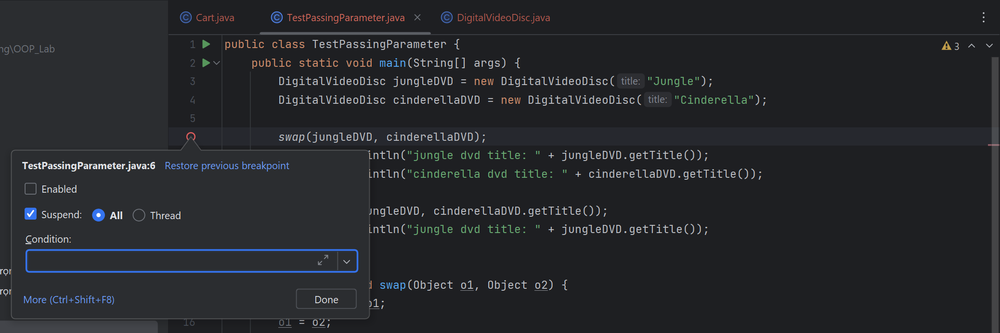 Cart.java TestPassingParameter.java DigitalVideoDisc.java
ng\OOP_Lab
3
1 public class TestPassingParameter {
2 public static void main(String[] args) {
3 DigitalVideoDisc jungleDVD = new DigitalVideoDisc( title: "Jungle");
4 DigitalVideoDisc cinderellaDVD = new DigitalVideoDisc( title: "Cinderella");
5
swap(jungleDVD, cinderellaDVD);
intln("jungle dvd title: " + jungleDVD.getTitle());
intln("cinderella dvd title: " + cinderellaDVD.getTitle());
ungleDVD, cinderellaDVD.getTitle());
intln("jungle dvd title: " + jungleDVD.getTitle());
d swap(Object o1, Object o2) {
o1;
16 o1 = o2;
TestPassingParameter.java:6 Restore previous breakpoint
Enabled
Suspend: All Thread
Condition:
More (Ctrl+Shift+F8) Done
rọn
rọn